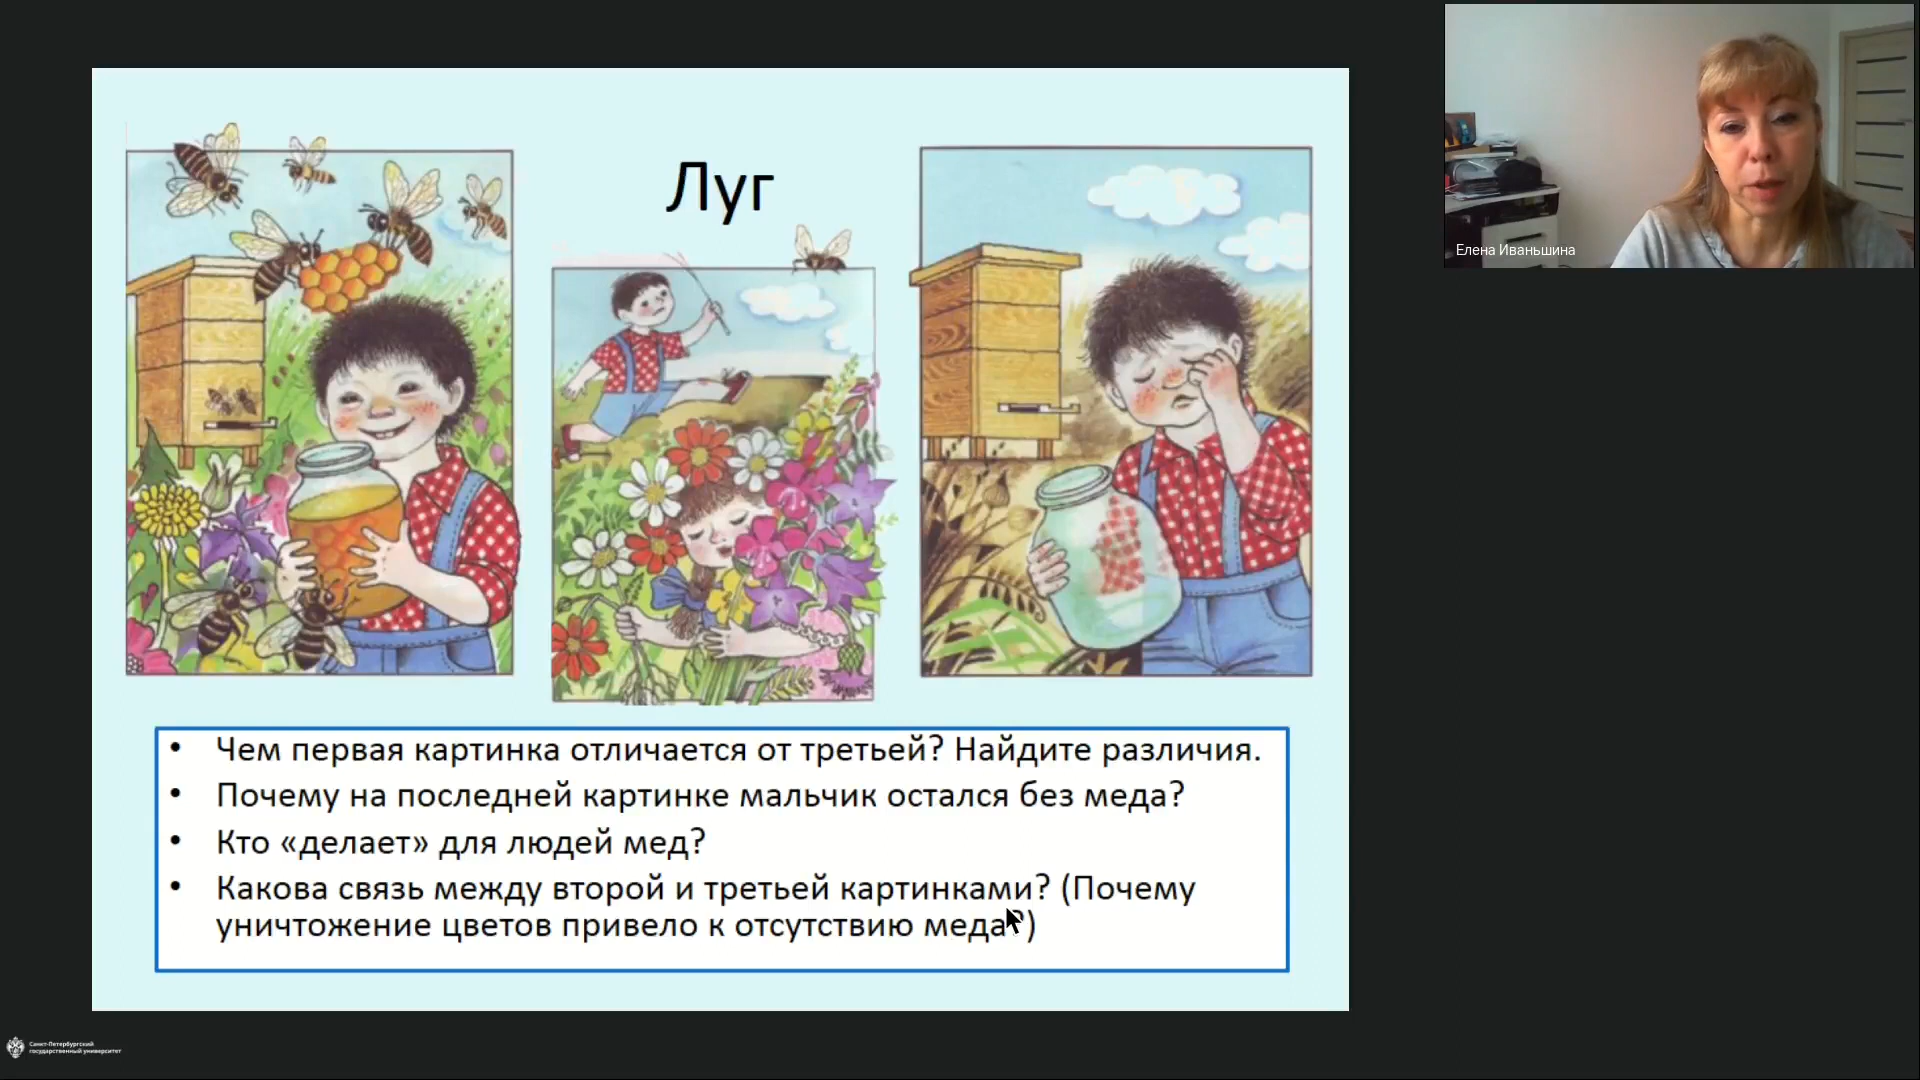 Луг
• Чем первая картинка отличается от третьей? Найдите различия.
• Почему на последней картинке мальчик остался без меда?
• Кто «делает» для людей мед?
• Какова связь между второй и третьей картинками? (Почему
уничтожение цветов привело к отсутствию меда?)
Елена Иваньшина
Санкт-Петербургский
государственный университет